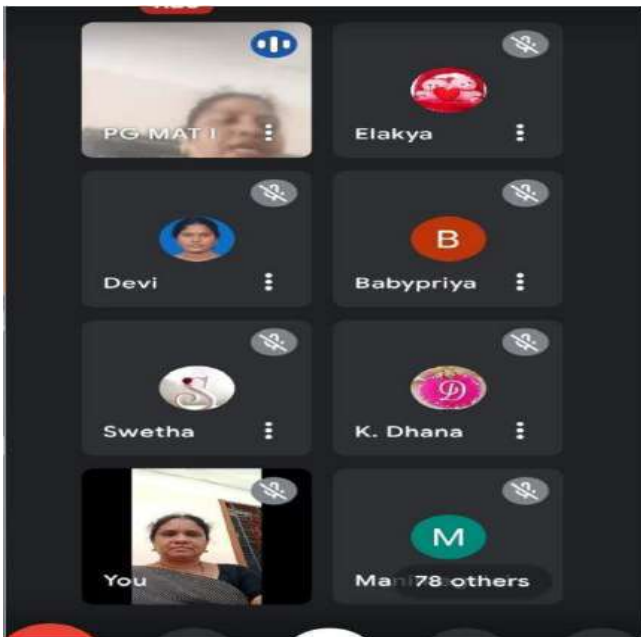 PG MAT I
Elakya
Devi
B
Babypriya
S
Swetha
D
K. Dhana
You
M
78 others